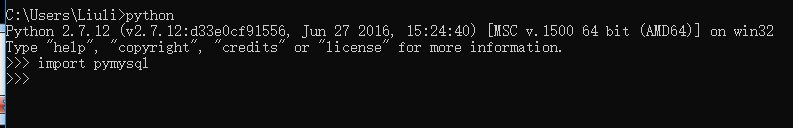 C:\Users\Liuli>python
Python 2.7.12 (v2.7.12:d33e0cf91556, Jun 27 2016, 15:24:40) [MSC v.1500 64 bit (AMD64)] on win32
Type "help", "copyright", "credits" or "license" for more information.
>>> import pymysql
>>>